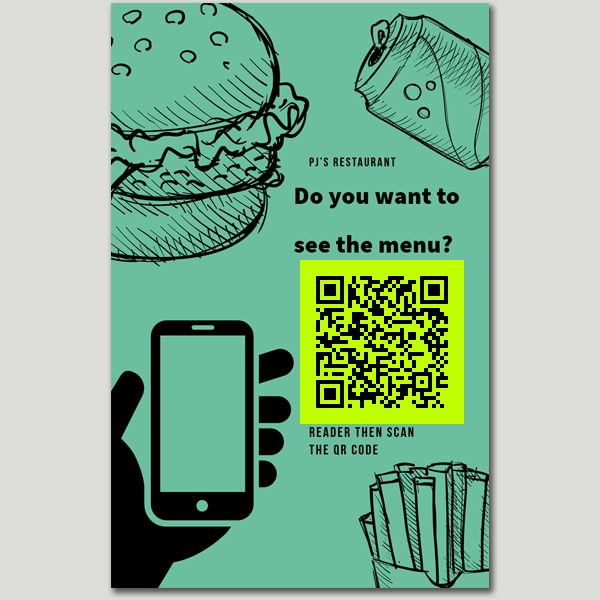 PJ'S RESTAURANT
Do you want to
see the menu?
READER THEN SCAN
THE QR CODE